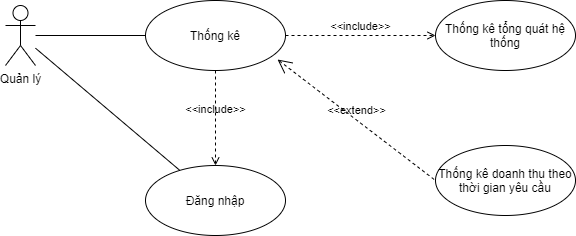 Quản lý
Thống kê
<<include>>
Thống kê tổng quát hệ
thống
<<include>>
<<extend>>
Đăng nhập
Thống kê doanh thu theo
thời gian yêu cầu